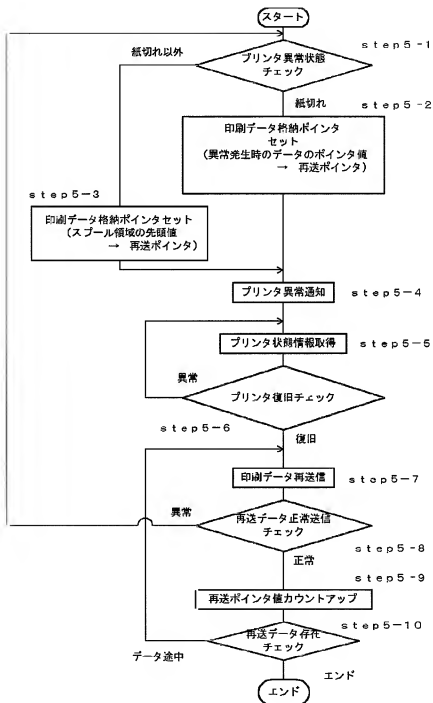 スタート
step5-1
紙切れ以外
プリンタ異常状態
チェック
紙切れ
step5-2
印刷データ格納ポインタ
セット
(異常発生時のデータのポインタ値
→ 再送ポインタ)
step5-3
印刷データ格納ポインタセット
(スプール領域の先頭値
→ 再送ポインタ)
プリンタ異常通知
step5-4
プリンタ状態情報取得
step5-5
異常
プリンタ復旧チェック
step5-6
復旧
印刷データ再送信
step5-7
異常
再送データ正常送信
チェック
step5-8
正常
step5-9
再送ポインタ値カウントアップ
再送データ存在
チェック
step5-10
データ途中
エンド
エンド